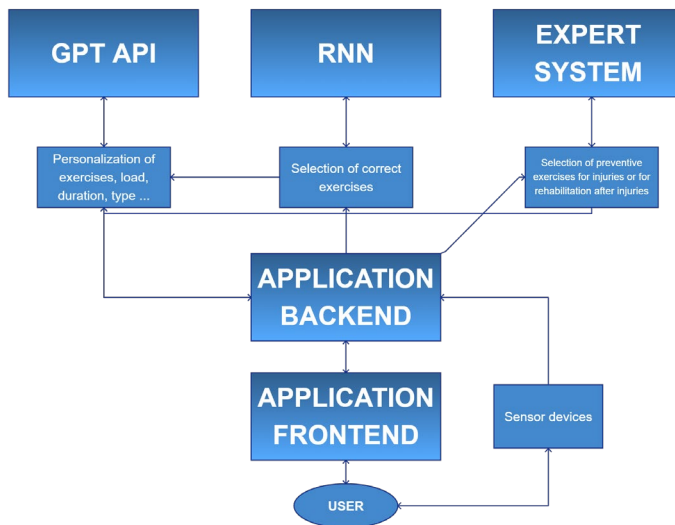 GPT API
RNN
EXPERT
SYSTEM
Personalization of
exercises, load,
duration, type ...
Selection of correct
exercises
Selection of preventive
exercises for injuries or for
rehabilitation after injuries
APPLICATION
BACKEND
APPLICATION
FRONTEND
Sensor devices
USER